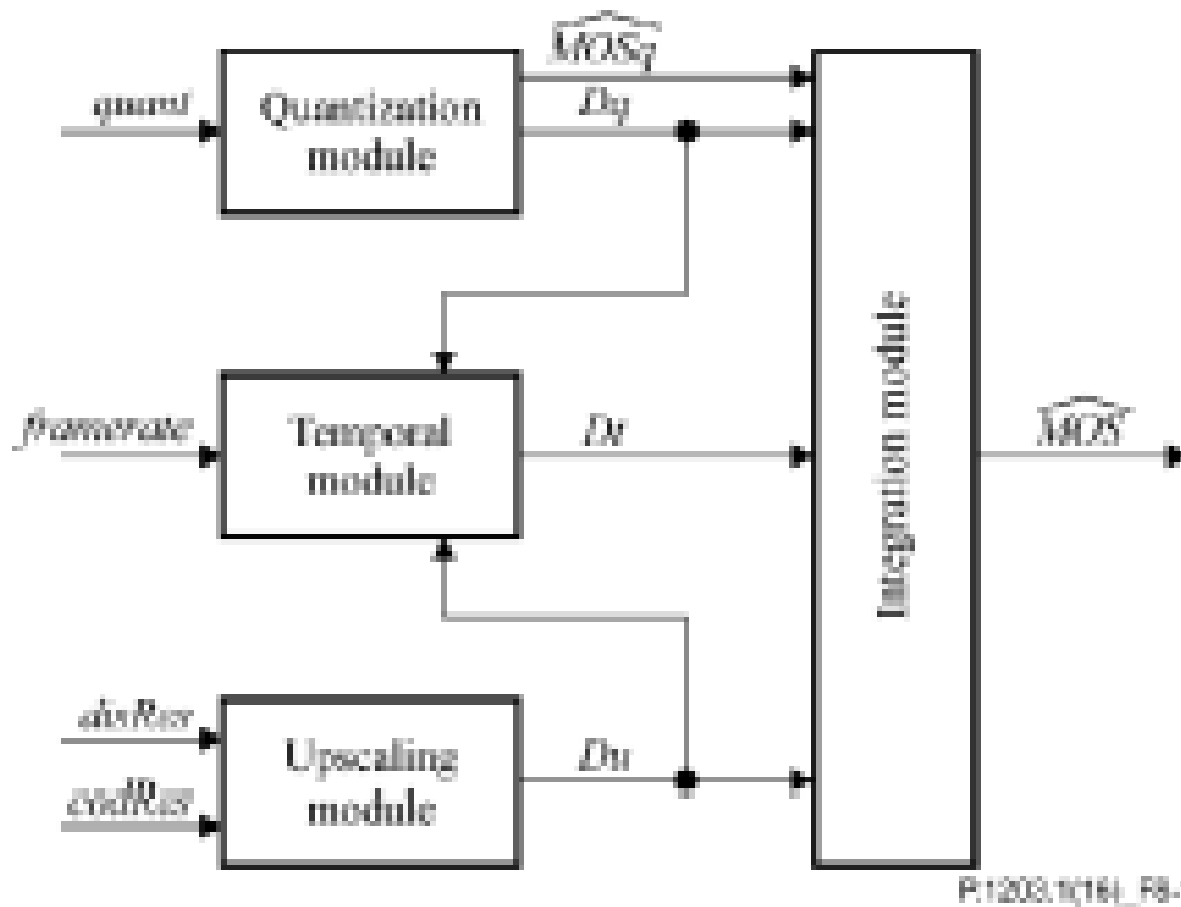 MOSq
quant
Quantization
module
Dq
framerate
Temporal
module
Dt
Integration module
MOS
disRes
codRes
Upscaling
module
Du
P.1203.1(16)_F8-